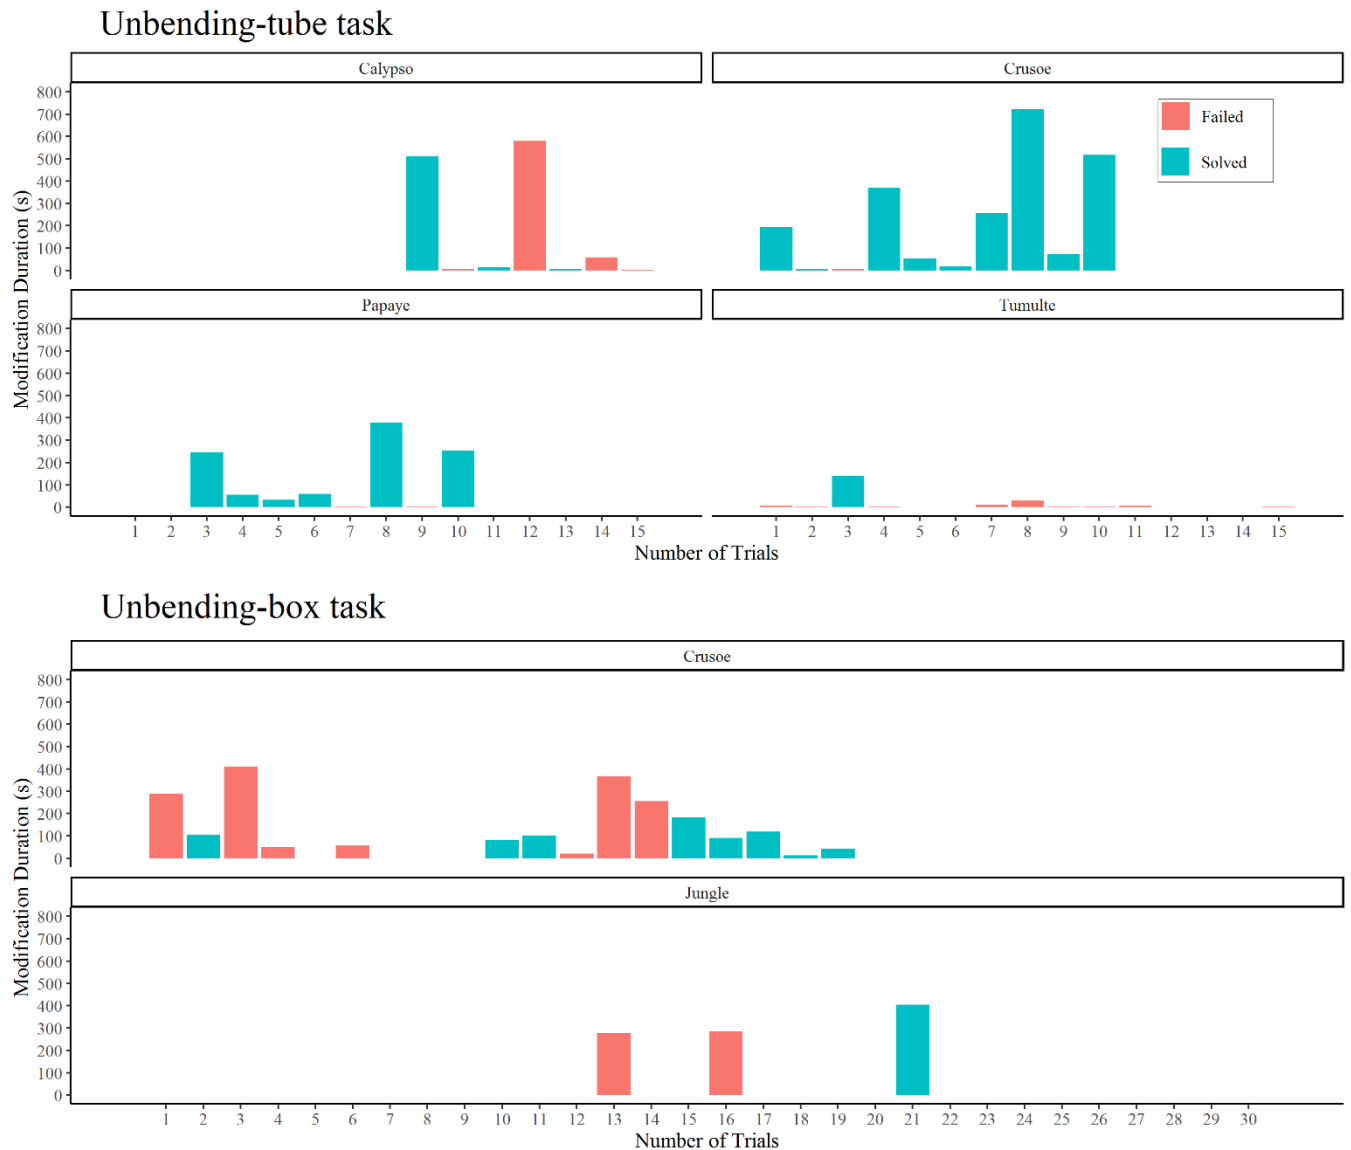 Unbending-tube task
Calypso
Crusoe
800
700
600
500
400
300
200
100
0
Failed
Solved
Modification Duration (s)
Papaye
Tumulte
800
700
600
500
400
300
200
100
0
1 2 3 4 5 6 7 8 9 10 11 12 13 14 15
1 2 3 4 5 6 7 8 9 10 11 12 13 14 15
Number of Trials
Unbending-box task
Crusoe
800
700
600
500
400
300
200
100
0
Modification Duration (s)
Jungle
800
700
600
500
400
300
200
100
0
1 2 3 4 5 6 7 8 9 10 11 12 13 14 15 16 17 18 19 20 21 22 23 24 25 26 27 28 29 30
Number of Trials